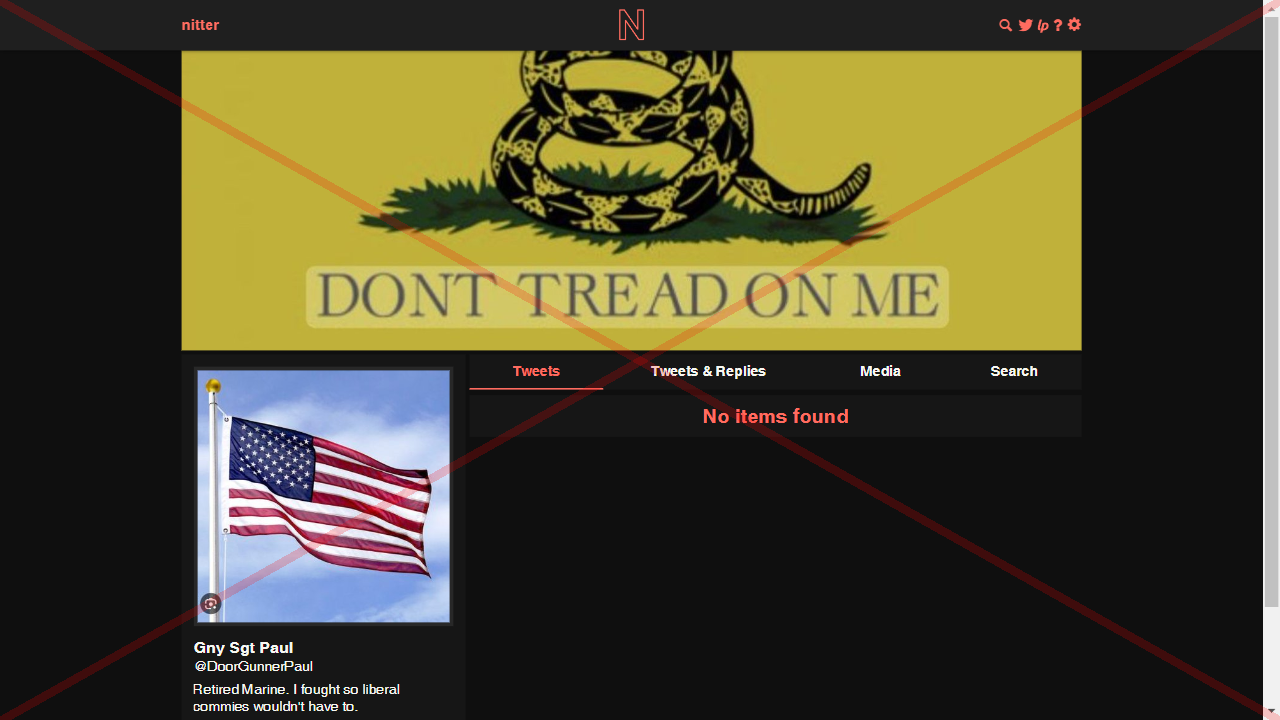 nitter
N
lp ?
DONT TREAD ON ME
Tweets Tweets & Replies Media Search
No items found
Gny Sgt Paul
@DoorGunnerPaul
Retired Marine. I fought so liberal
commies wouldn't have to.